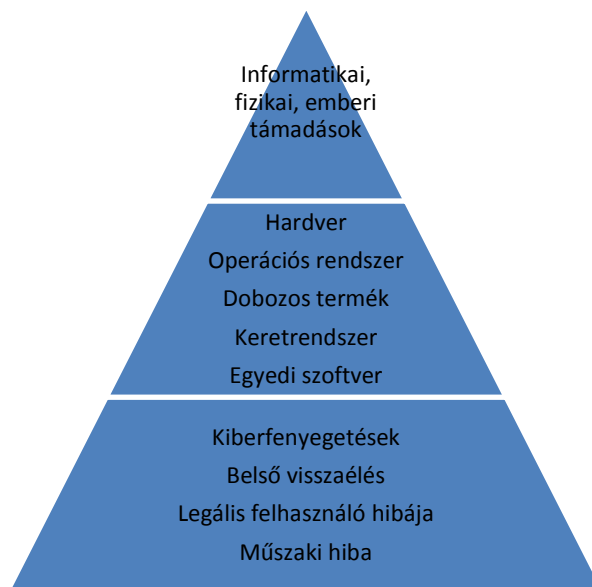 Informatikai,
fizikai, emberi
támadások
Hardver
Operációs rendszer
Dobozos termék
Keretrendszer
Egyedi szoftver
Kiberfenyegetések
Belső visszaélés
Legális felhasználó hibája
Műszaki hiba